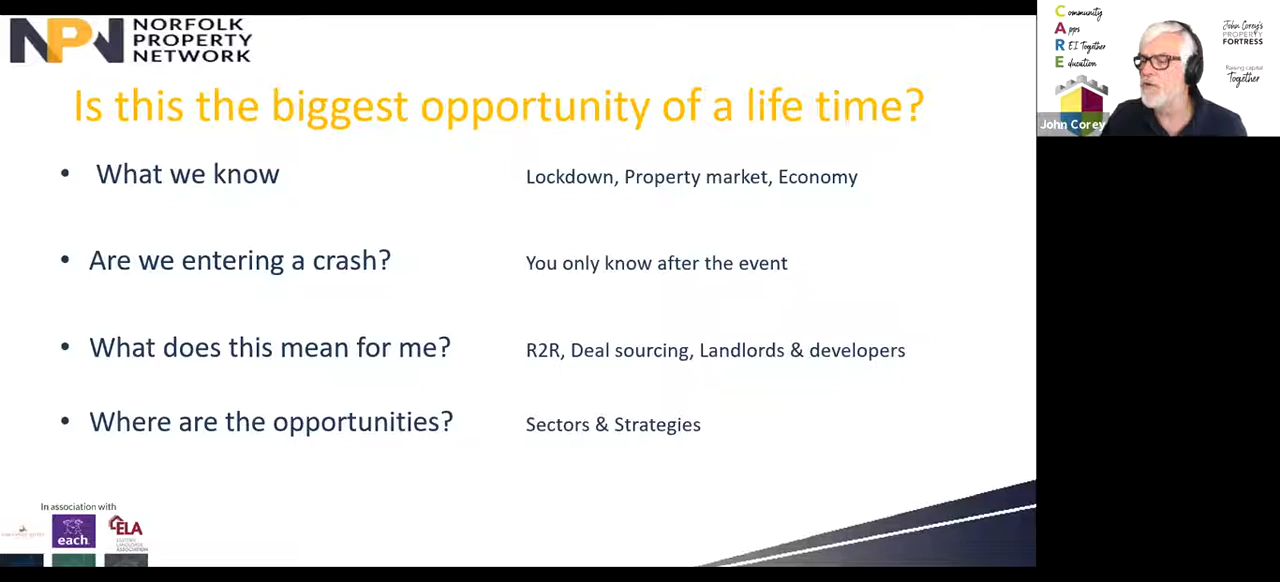 NPN NORFOLK
PROPERTY
NETWORK
Is this the biggest opportunity of a life time?
• What we know Lockdown, Property market, Economy
• Are we entering a crash? You only know after the event
• What does this mean for me? R2R, Deal sourcing, Landlords & developers
• Where are the opportunities? Sectors & Strategies
In association with
each
ELA
EASTERN
LANDLORDS
ASSOCIATION
Community
Apps
REI Together
Education
John Corey's
PROPERTY
FORTRESS
Raising capital
Together
John Corey